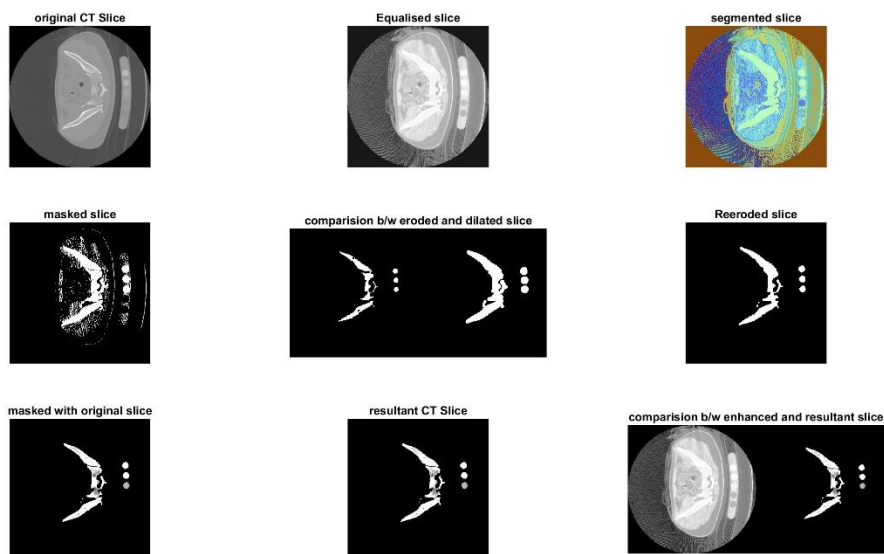 original CT Slice
Equalised slice
segmented slice
masked slice
comparision b/w eroded and dilated slice
Reeroded slice
masked with original slice
resultant CT Slice
comparision b/w enhanced and resultant slice